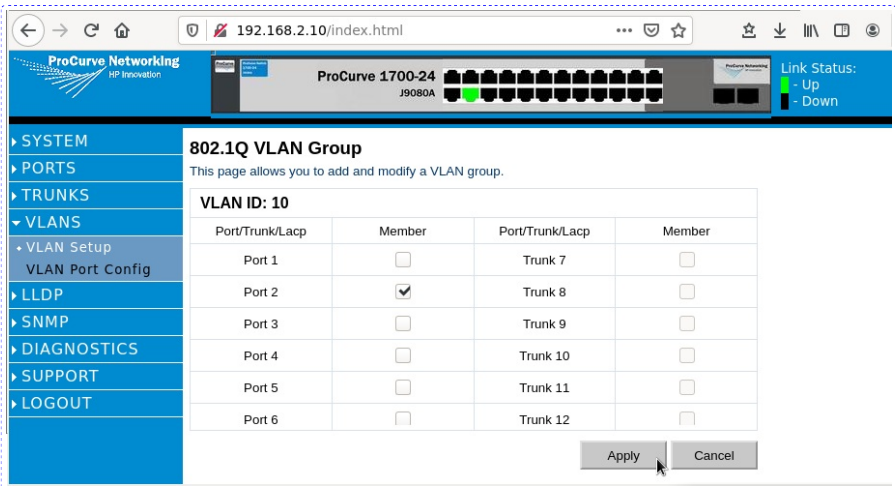 192.168.2.10/index.html
ProCurve Networking
HP Innovation
ProCurve 1700-24
J9080A
Link Status:
- Up
- Down
SYSTEM
PORTS
TRUNKS
VLANS
VLAN Setup
VLAN Port Config
LLDP
SNMP
DIAGNOSTICS
SUPPORT
LOGOUT
802.1Q VLAN Group
This page allows you to add and modify a VLAN group.
VLAN ID: 10
Port/Trunk/Lacp Member Port/Trunk/Lacp Member
Port 1 Trunk 7
Port 2 Trunk 8
Port 3 Trunk 9
Port 4 Trunk 10
Port 5 Trunk 11
Port 6 Trunk 12
Apply Cancel